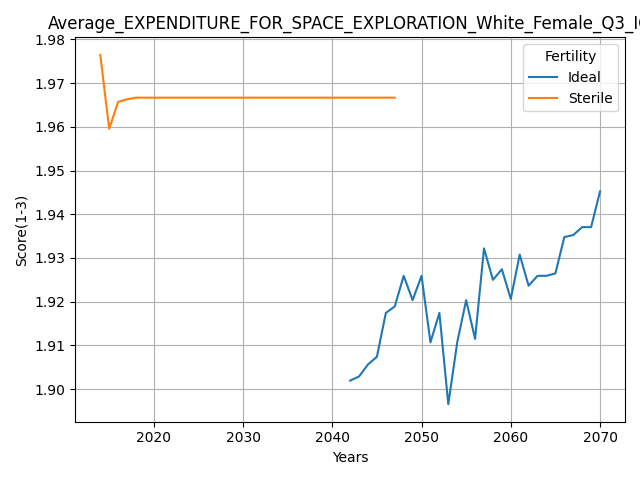 Average_EXPENDITURE_FOR_SPACE_EXPLORATION_White_Female_Q3_I
1.98
1.97
1.96
1.95
1.94
1.93
1.92
1.91
1.90
Score(1-3)
Fertility
Ideal
Sterile
2020 2030 2040 2050 2060 2070
Years